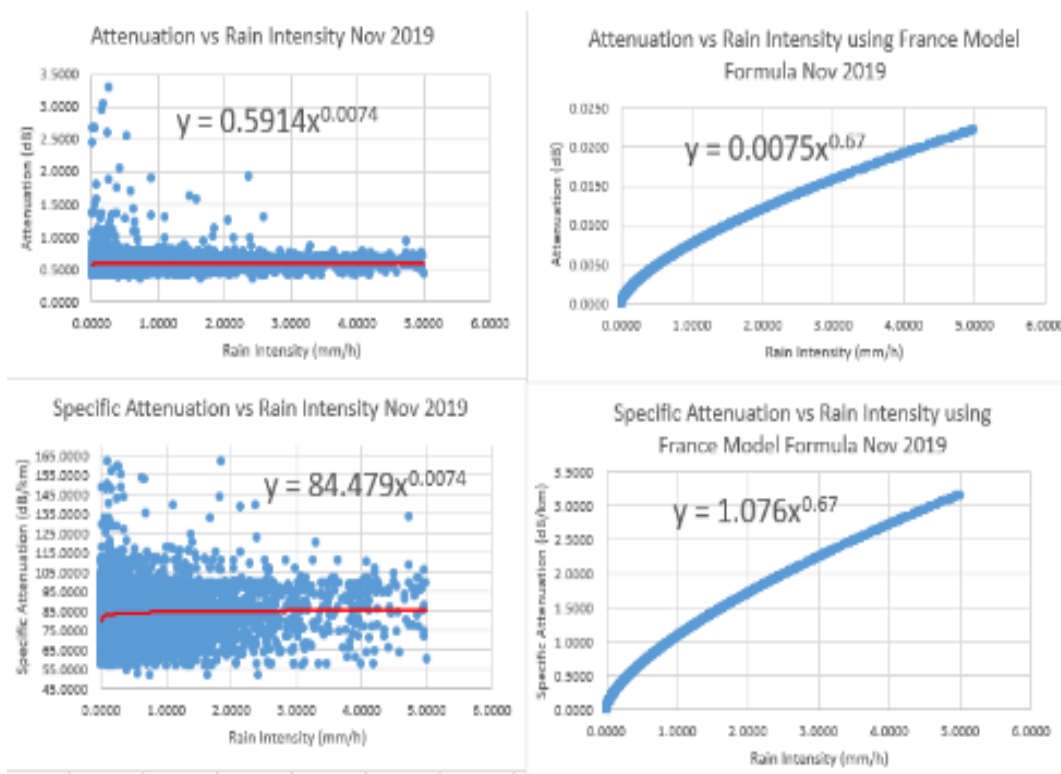 Attenuation vs Rain Intensity Nov 2019
3.5000
3.0000
2.5000
2.0000
1.5000
1.0000
0.5000
0.0000
Attenuation (dB)
y = 0.5914x^0.0074
0.0000 1.0000 2.0000 3.0000 4.0000 5.0000 6.0000
Rain Intensity (mm/h)
Attenuation vs Rain Intensity using France Model
Formula Nov 2019
0.0250
0.0200
0.0150
0.0100
0.0050
0.0000
Attenuation (dB)
y = 0.0075x^0.67
0.0000 1.0000 2.0000 3.0000 4.0000 5.0000 6.0000
Rain Intensity (mm/h)
Specific Attenuation vs Rain Intensity Nov 2019
165.0000
155.0000
145.0000
135.0000
125.0000
115.0000
105.0000
95.0000
85.0000
75.0000
65.0000
55.0000
45.0000
Specific Attenuation (dB/km)
y = 84.479x^0.0074
0.0000 1.0000 2.0000 3.0000 4.0000 5.0000 6.0000
Rain Intensity (mm/h)
Specific Attenuation vs Rain Intensity using
France Model Formula Nov 2019
3.5000
3.0000
2.5000
2.0000
1.5000
1.0000
0.5000
0.0000
Specific Attenuation (dB/km)
y = 1.076x^0.67
0.0000 1.0000 2.0000 3.0000 4.0000 5.0000 6.0000
Rain Intensity (mm/h)